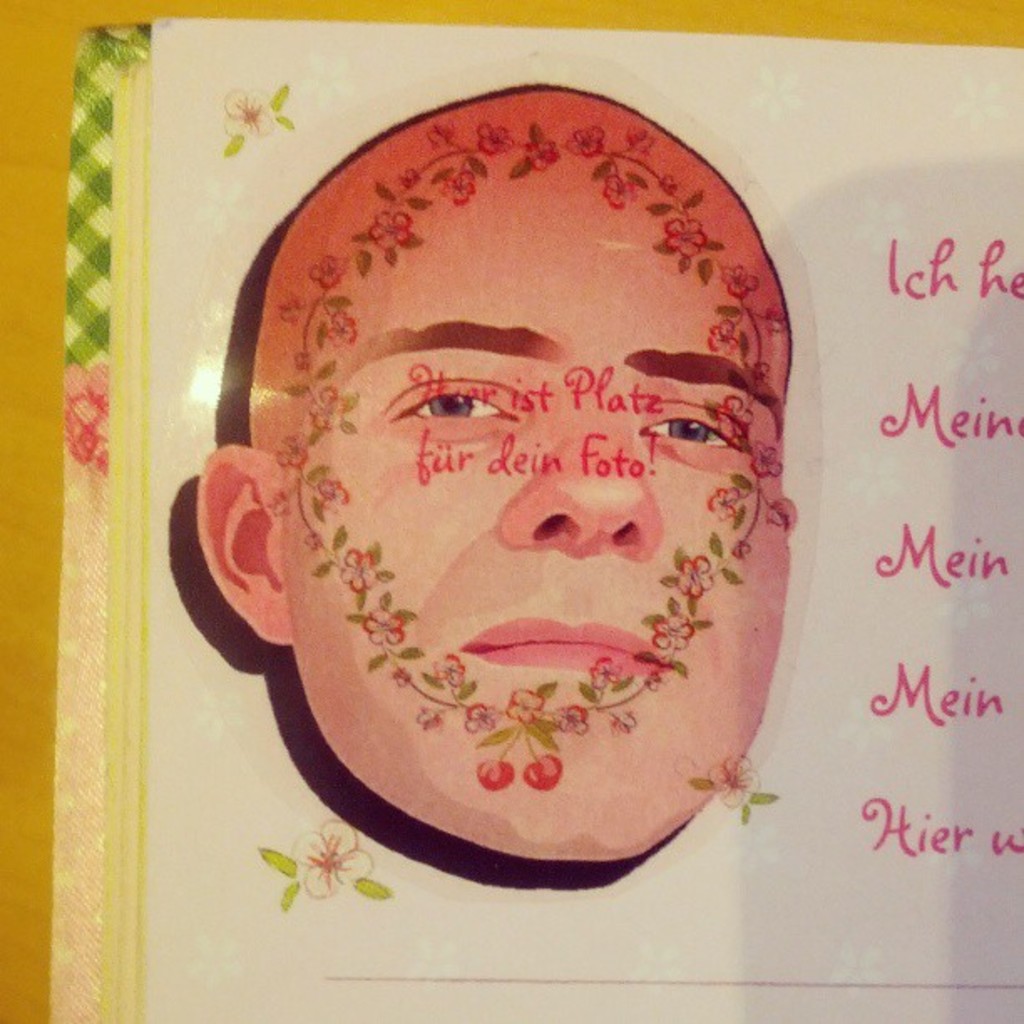 Hier ist Platz
für dein Foto!
Ich he
Meine
Mein
Mein
Hier w